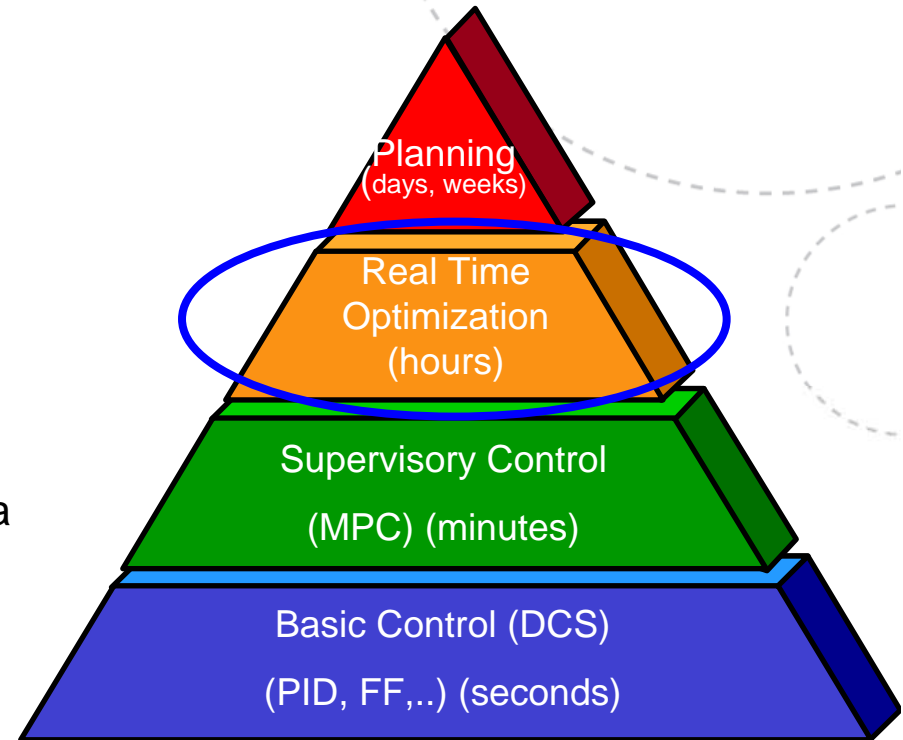 Planning
(days, weeks)
Real Time
Optimization
(hours)
Supervisory Control
a
(MPC) (minutes)
Basic Control (DCS)
(PID, FF,..) (seconds)